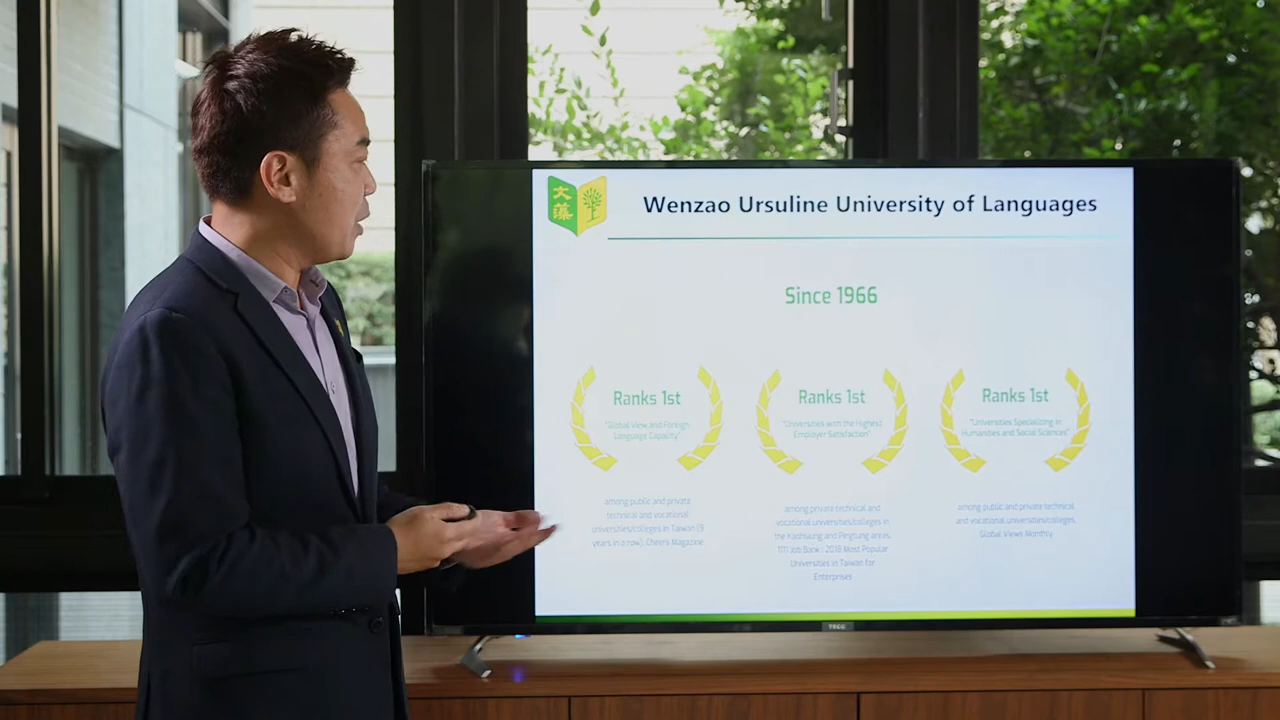 文藻
Wenzao Ursuline University of Languages
Since 1966
Ranks 1st
"Global View and Foreign
Language Capacity"
among public and private
technical and vocational
universities/colleges in Taiwan (9
years in a row), Cheers Magazine
Ranks 1st
"Universities with the Highest
Employer Satisfaction"
among private technical and
vocational universities/colleges in
the Kaohsiung and Pingtung areas.
1111 Job Bank: 2018 Most Popular
Universities in Taiwan for
Enterprises
Ranks 1st
"Universities Specializing in
Humanities and Social Sciences"
among public and private technical
and vocational universities/colleges,
Global Views Monthly
TECO